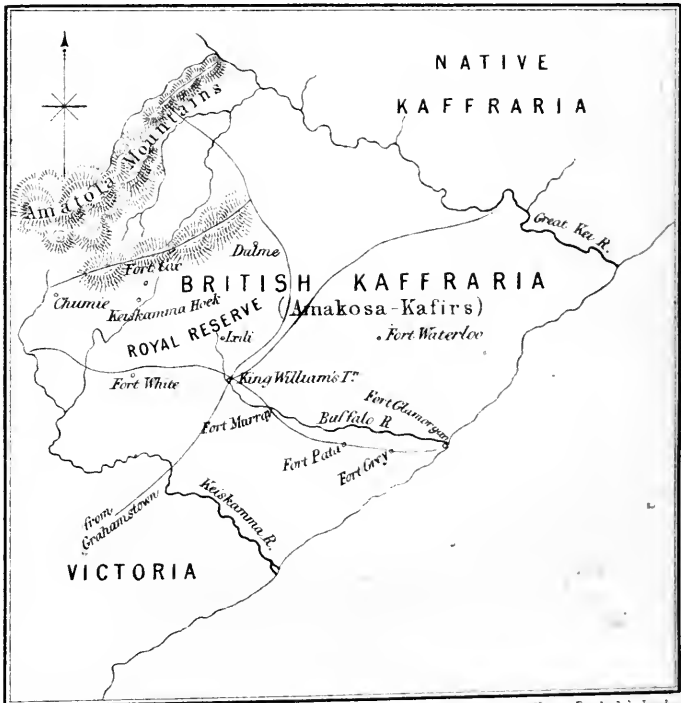 NATIVE
KAFFRARIA
Amatola Mountains
Great Kei R.
Dulme
Fort Cox
BRITISH KAFFRARIA
(Amakosa-Kafirs)
Chumie
Keiskamma Hoek
ROYAL RESERVE
Fort Waterloo
Fort White
King William's Tn.
Fort Glamorgan
Fort Murray
Buffalo R
Fort Pata
Fort Grey
Keiskamma R.
from
Grahamstown
VICTORIA